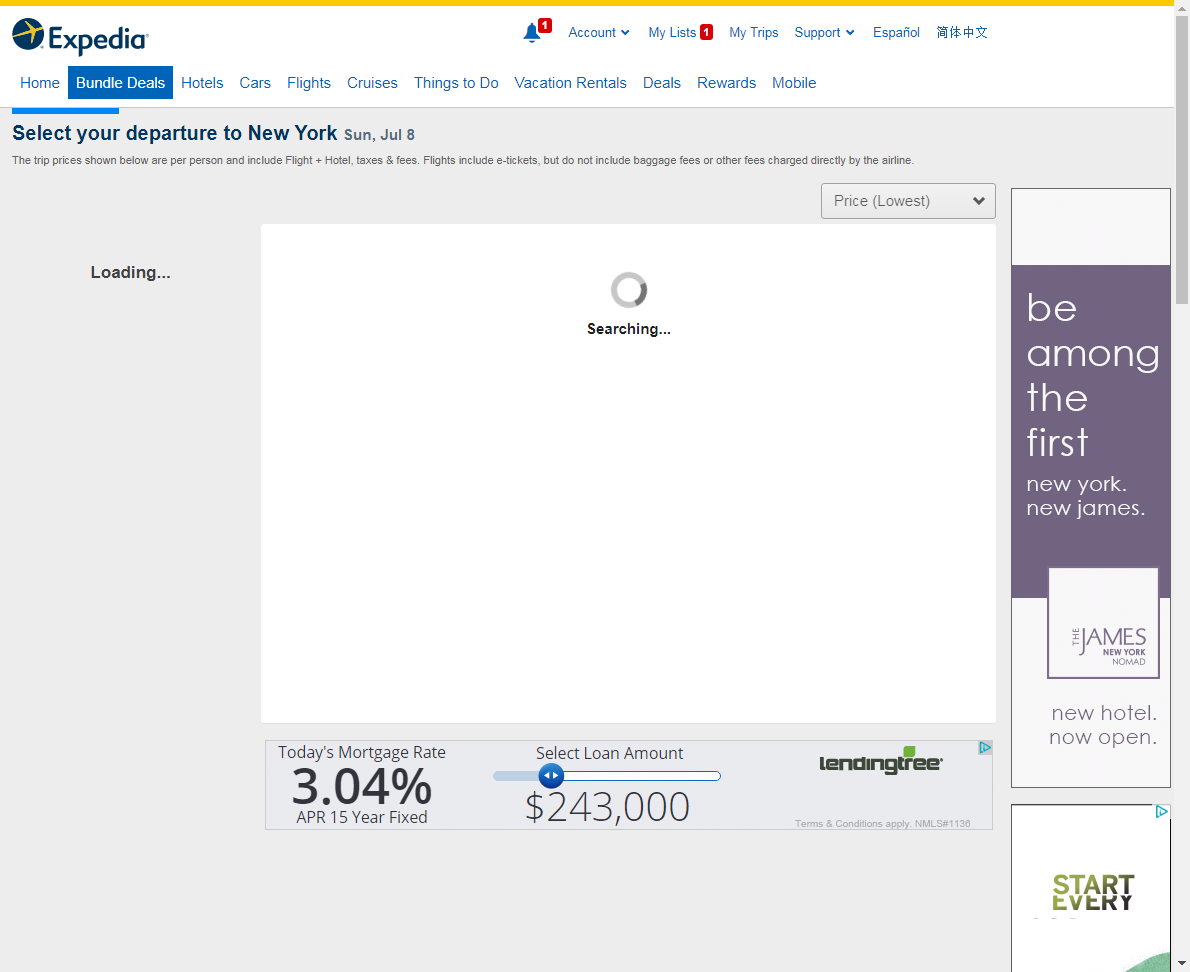 Expedia
1
Account
My Lists 1
My Trips
Support
Español
简体中文
Home
Bundle Deals
Hotels
Cars
Flights
Cruises
Things to Do
Vacation Rentals
Deals
Rewards
Mobile
Select your departure to New York Sun, Jul 8
The trip prices shown below are per person and include Flight + Hotel, taxes & fees. Flights include e-tickets, but do not include baggage fees or other fees charged directly by the airline.
Price (Lowest)
Loading...
Searching...
be
among
the
first
new york.
new james.
THE JAMES
NEW YORK
NOMAD
new hotel.
now open.
Today's Mortgage Rate
3.04%
APR 15 Year Fixed
Select Loan Amount
$243,000
lendingtree
Terms & Conditions apply. NMLS#1136
START
EVERY